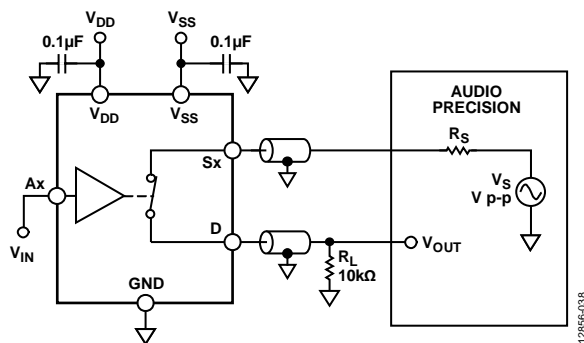 VDD
VSS
0.1µF
0.1µF
VDD
VSS
AUDIO
PRECISION
RS
Sx
VS
V p-p
Ax
VIN
D
VOUT
RL
10kΩ
GND
12856-038